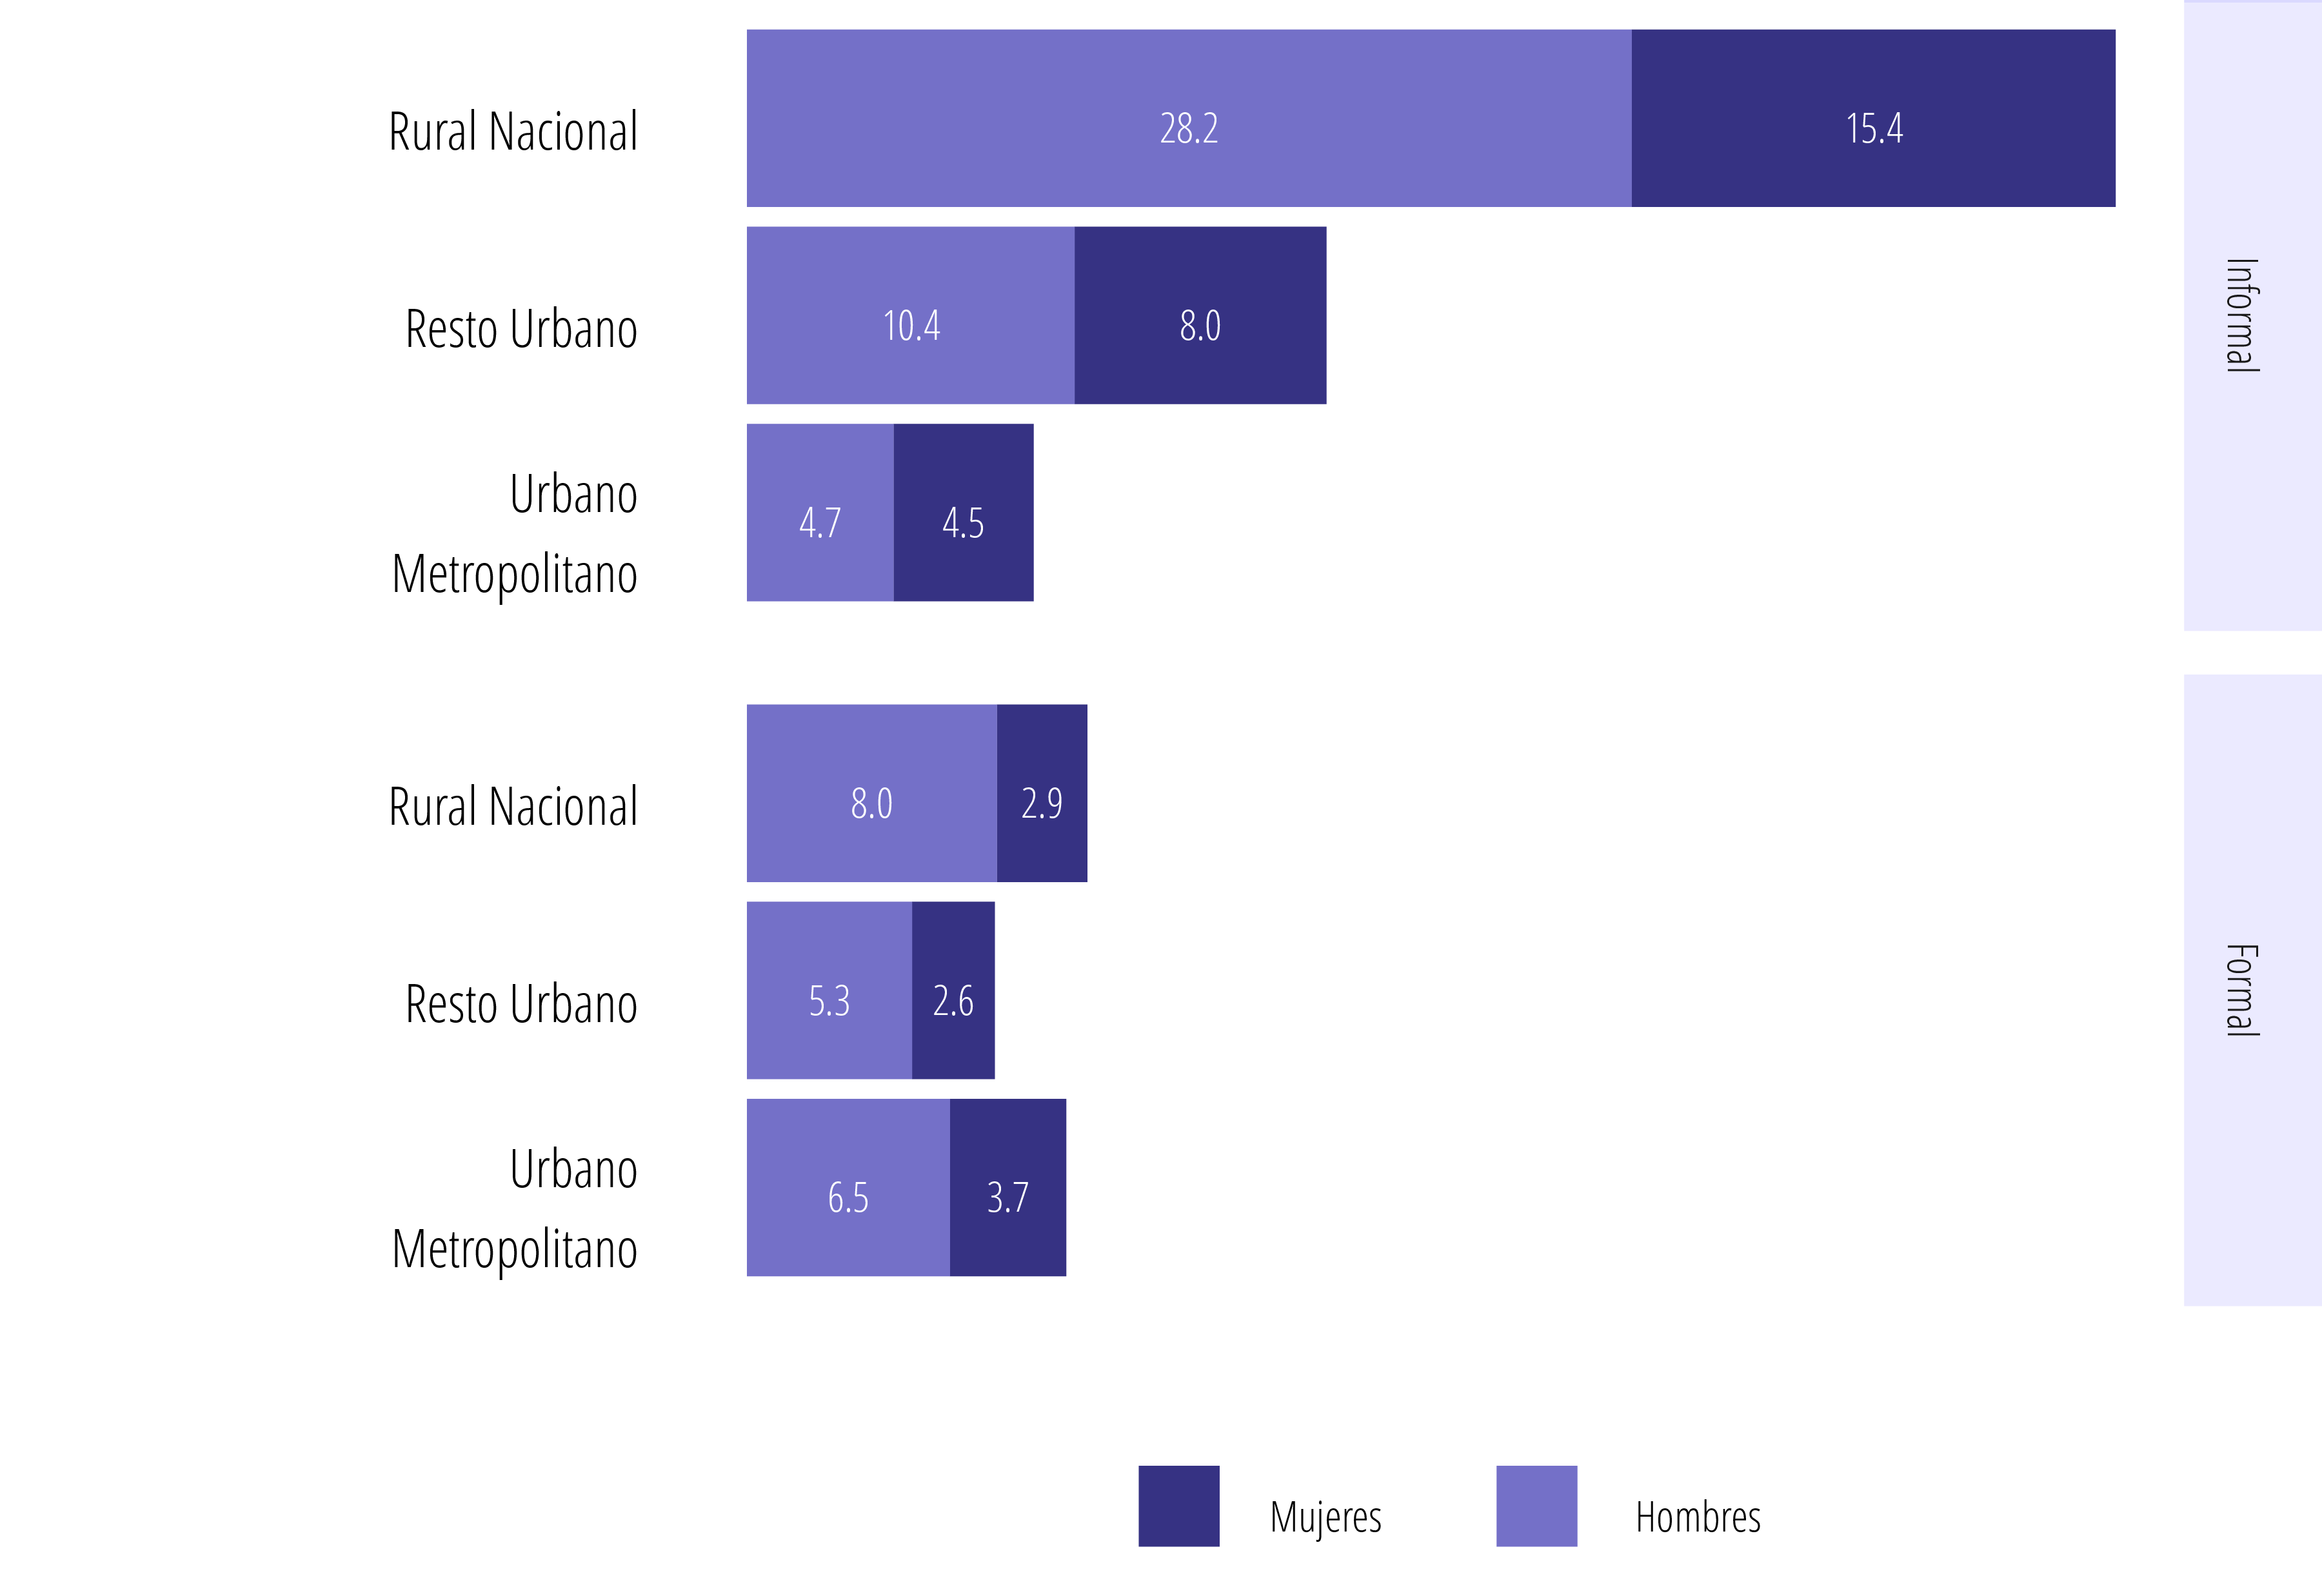 Rural Nacional
28.2
15.4
Resto Urbano
10.4
8.0
Urbano
Metropolitano
4.7
4.5
Informal
Rural Nacional
8.0
2.9
Resto Urbano
5.3
2.6
Urbano
Metropolitano
6.5
3.7
Formal
Mujeres
Hombres